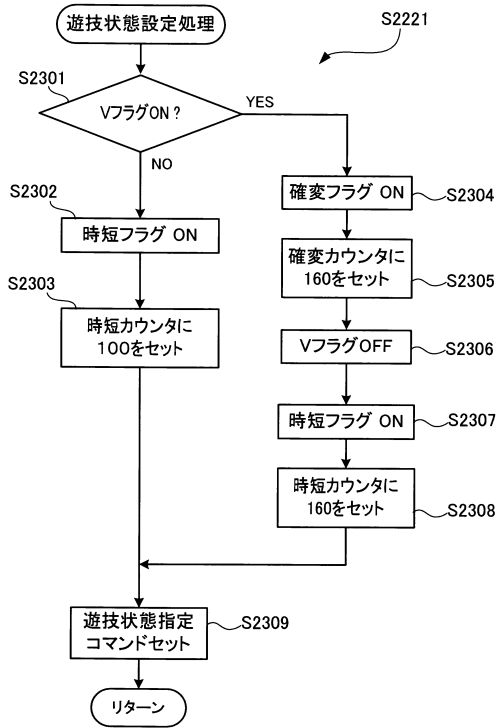 遊技状態設定処理
S2221
S2301
VフラグON？
YES
NO
S2302
時短フラグ ON
S2303
時短カウンタに
100をセット
確変フラグ ON
S2304
確変カウンタに
160をセット
S2305
VフラグOFF
S2306
時短フラグ ON
S2307
時短カウンタに
160をセット
S2308
遊技状態指定
コマンドセット
S2309
リターン